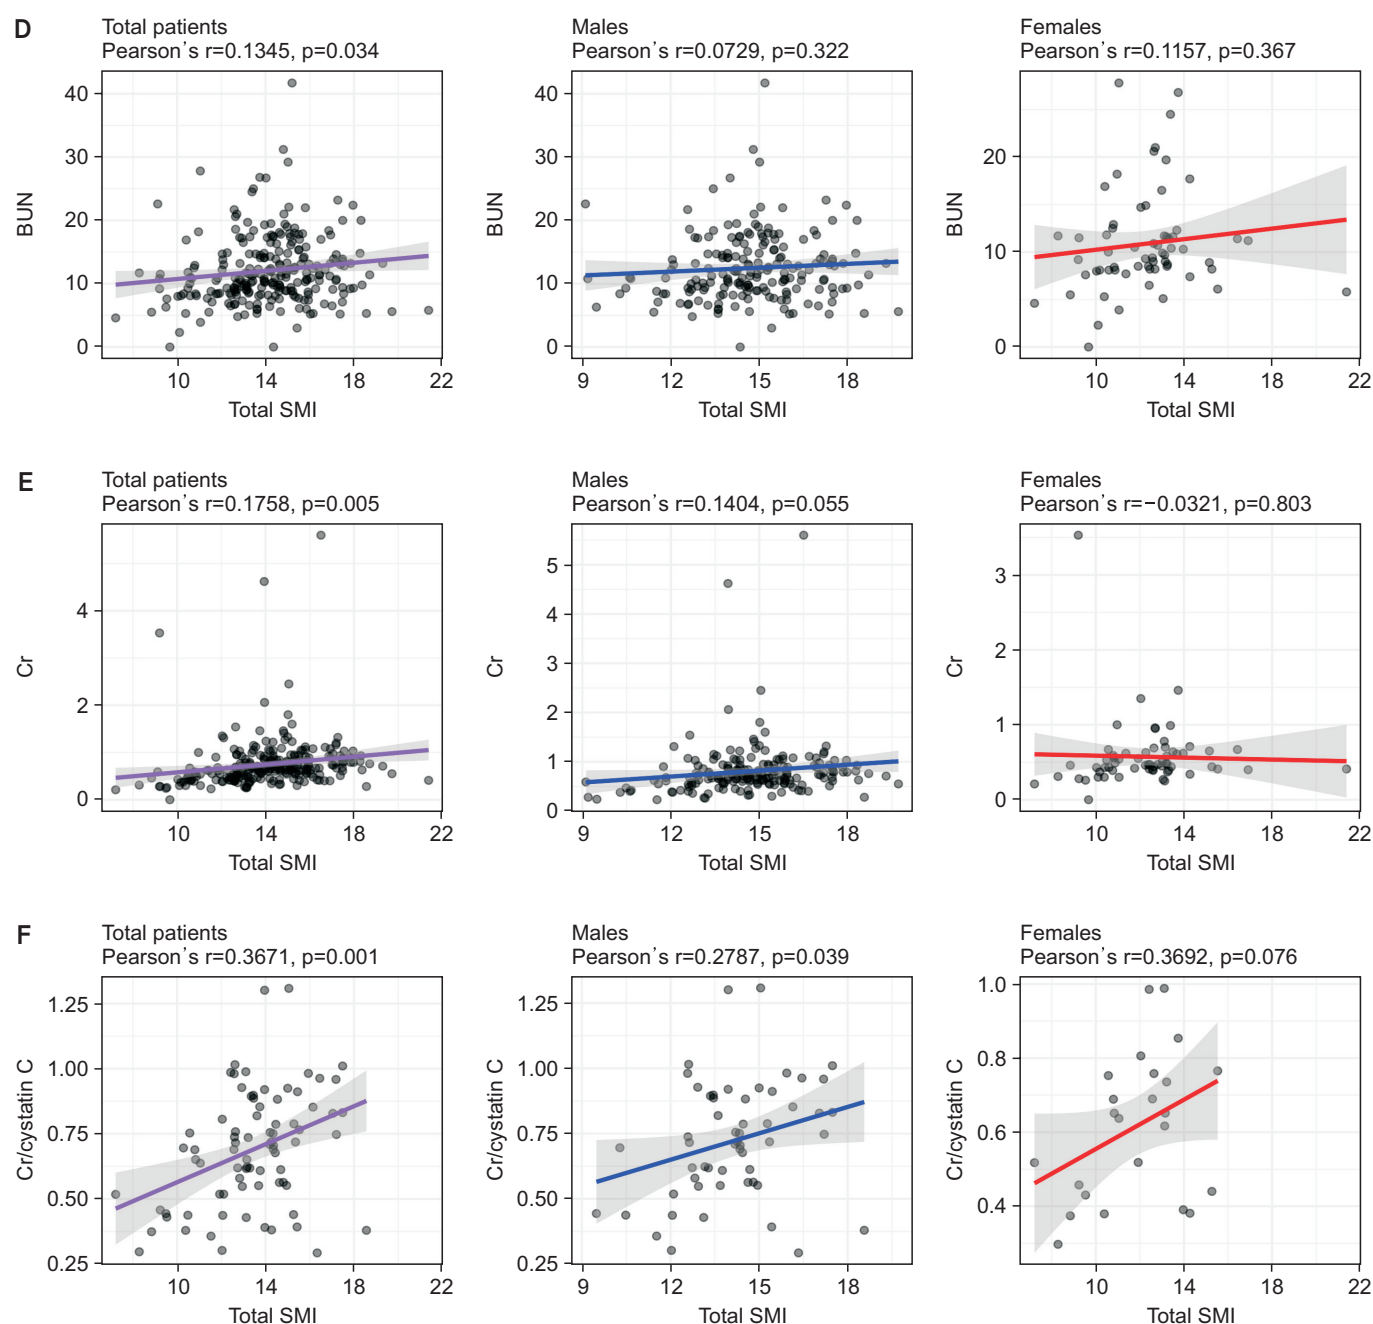 D
Total patients
Pearson's r=0.1345, p=0.034
Males
Pearson's r=0.0729, p=0.322
Females
Pearson's r=0.1157, p=0.367
BUN
40
30
20
10
0
10 14 18 22
Total SMI
BUN
40
30
20
10
0
9 12 15 18
Total SMI
BUN
20
10
0
10 14 18 22
Total SMI
E
Total patients
Pearson's r=0.1758, p=0.005
Males
Pearson's r=0.1404, p=0.055
Females
Pearson's r=−0.0321, p=0.803
Cr
4
2
0
10 14 18 22
Total SMI
Cr
5
4
3
2
1
0
9 12 15 18
Total SMI
Cr
3
2
1
0
10 14 18 22
Total SMI
F
Total patients
Pearson's r=0.3671, p=0.001
Males
Pearson's r=0.2787, p=0.039
Females
Pearson's r=0.3692, p=0.076
Cr/cystatin C
1.25
1.00
0.75
0.50
0.25
10 14 18 22
Total SMI
Cr/cystatin C
1.25
1.00
0.75
0.50
0.25
9 12 15 18
Total SMI
Cr/cystatin C
1.0
0.8
0.6
0.4
10 14 18 22
Total SMI